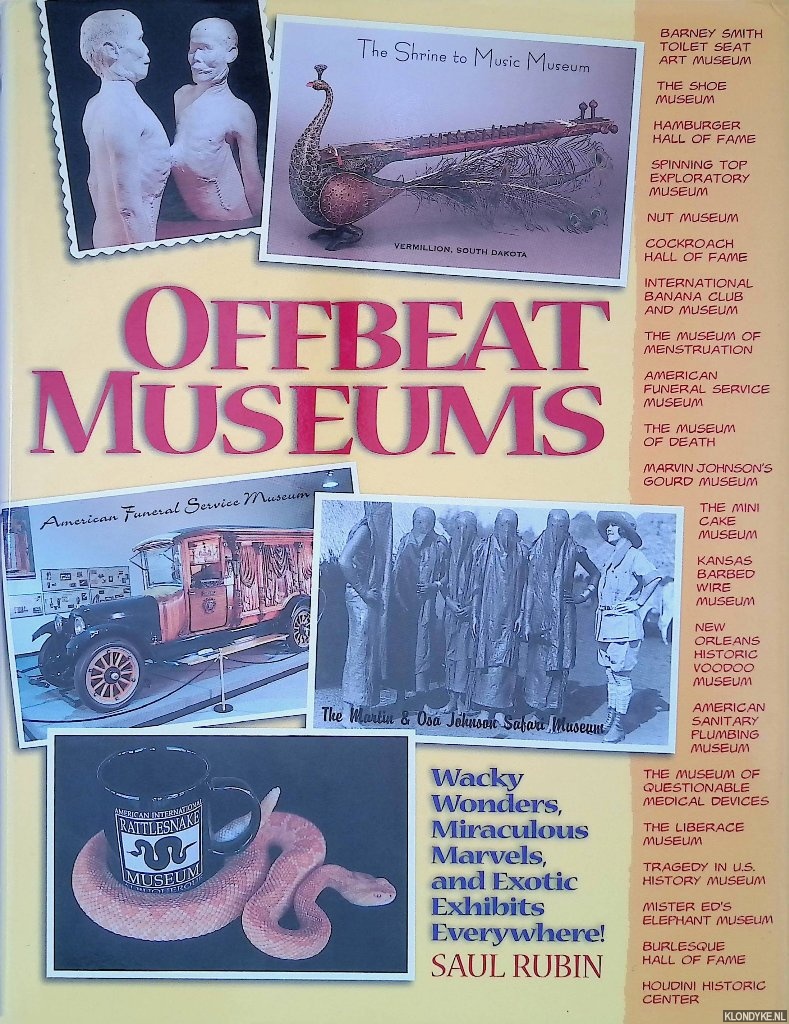 The Shrine to Music Museum
VERMILLION, SOUTH DAKOTA
OFFBEAT
MUSEUMS
American Funeral Service Museum
The Martin & Osa Johnson Safari Museum
AMERICAN INTERNATIONAL
RATTLESNAKE
MUSEUM
Wacky
Wonders,
Miraculous
Marvels,
and Exotic
Exhibits
Everywhere!
SAUL RUBIN
BARNEY SMITH
TOILET SEAT
ART MUSEUM
THE SHOE
MUSEUM
HAMBURGER
HALL OF FAME
SPINNING TOP
EXPLORATORY
MUSEUM
NUT MUSEUM
COCKROACH
HALL OF FAME
INTERNATIONAL
BANANA CLUB
AND MUSEUM
THE MUSEUM OF
MENSTRUATION
AMERICAN
FUNERAL SERVICE
MUSEUM
THE MUSEUM
OF DEATH
MARVIN JOHNSON'S
GOURD MUSEUM
THE MINI
CAKE
MUSEUM
KANSAS
BARBED
WIRE
MUSEUM
NEW
ORLEANS
HISTORIC
VOODOO
MUSEUM
AMERICAN
SANITARY
PLUMBING
MUSEUM
THE MUSEUM OF
QUESTIONABLE
MEDICAL DEVICES
THE LIBERACE
MUSEUM
TRAGEDY IN U.S.
HISTORY MUSEUM
MISTER ED'S
ELEPHANT MUSEUM
BURLESQUE
HALL OF FAME
HOUDINI HISTORIC
CENTER
KLONDYKE.NL